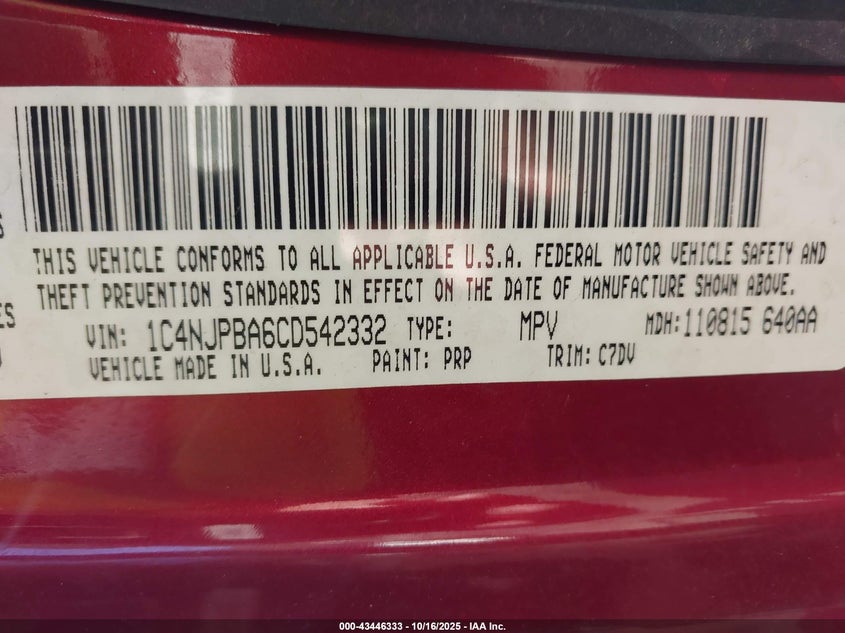 THIS VEHICLE CONFORMS TO ALL APPLICABLE U.S.A. FEDERAL MOTOR VEHICLE SAFETY AND
THEFT PREVENTION STANDARDS IN EFFECT ON THE DATE OF MANUFACTURE SHOWN ABOVE.
ES
VIN: 1C4NJPBA6CD542332 TYPE: MPV MDH:110815 640AA
VEHICLE MADE IN U.S.A. PAINT: PRP TRIM: C7DV
000-43446333 - 10/16/2025 - IAA Inc.